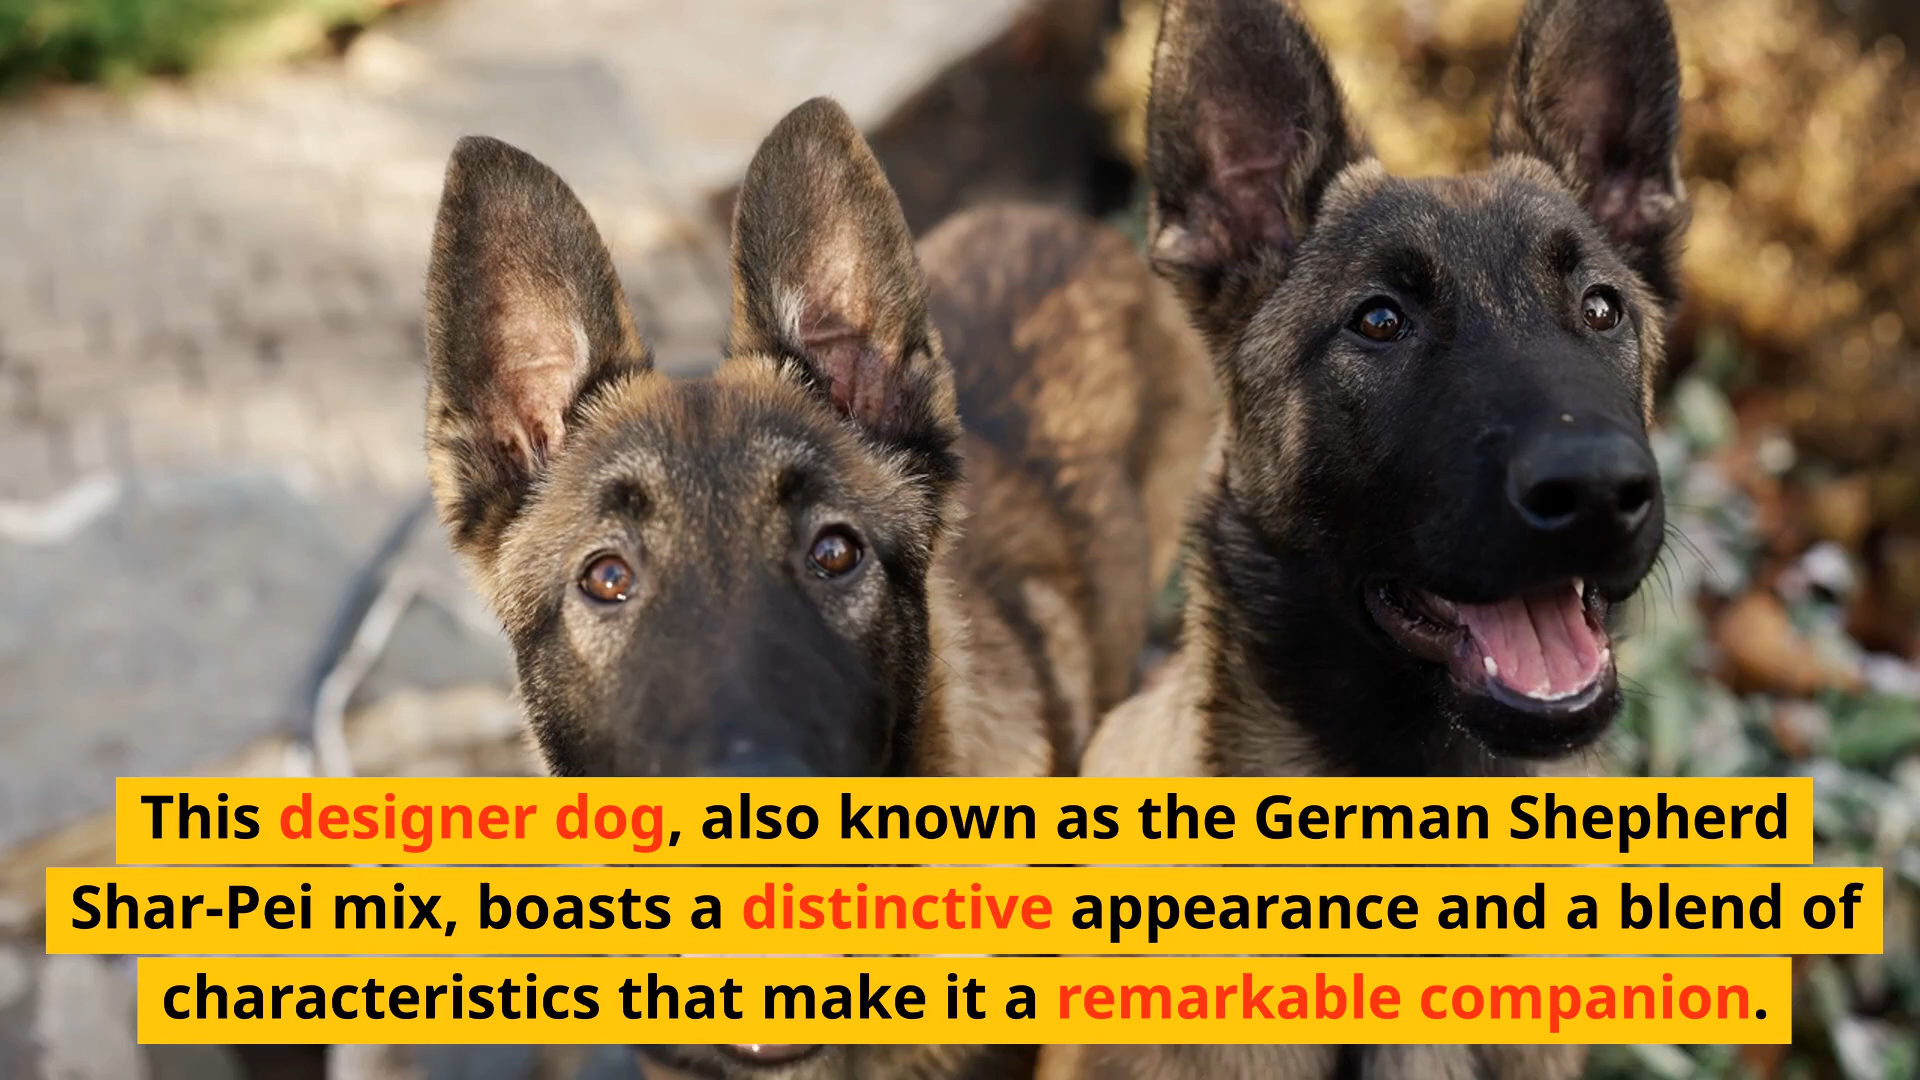 This designer dog, also known as the German Shepherd
Shar-Pei mix, boasts a distinctive appearance and a blend of
characteristics that make it a remarkable companion.